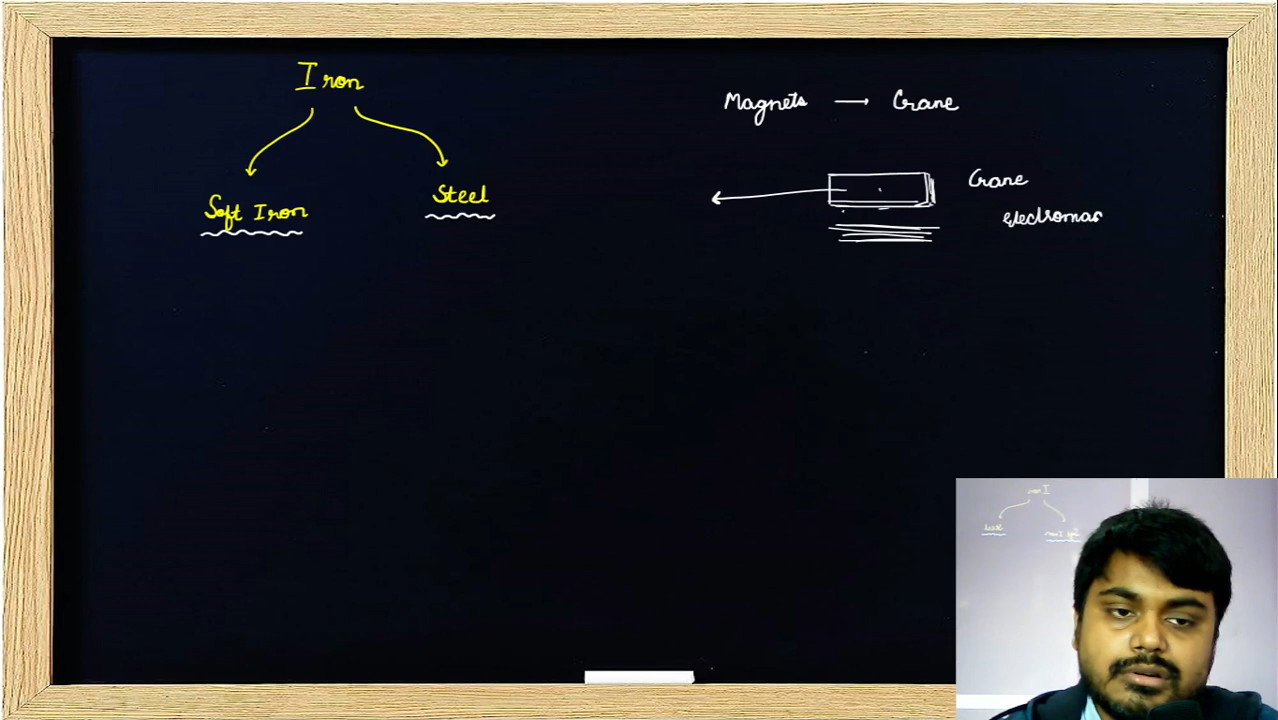 Iron
Soft Iron
Steel
Magnets → Crane
Crane
electromag